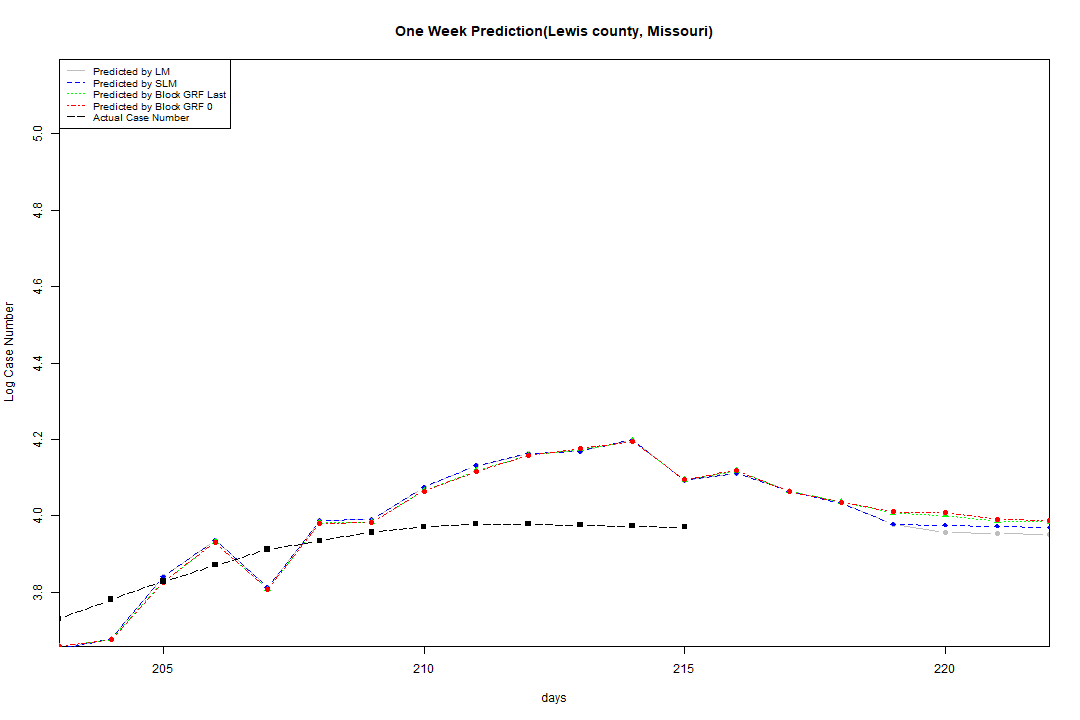 One Week Prediction(Lewis county, Missouri)
Predicted by LM
Predicted by SLM
Predicted by Block GRF Last
Predicted by Block GRF 0
Actual Case Number
5.0
4.8
4.6
4.4
4.2
4.0
3.8
Log Case Number
205
210
215
220
days